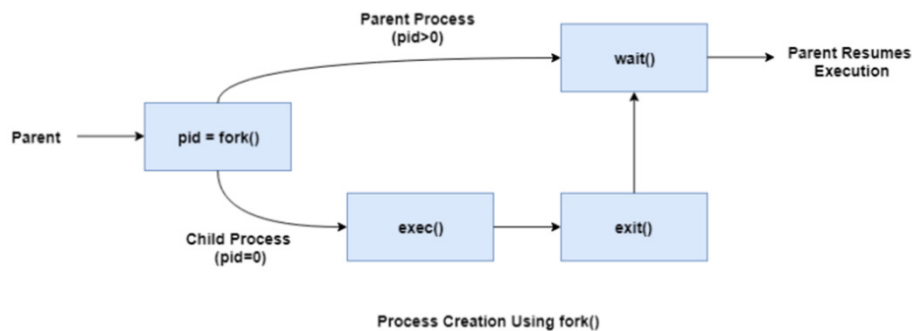 Parent Process
(pid>0)
wait()
Parent Resumes
Execution
Parent
pid = fork()
Child Process
(pid=0)
exec()
exit()
Process Creation Using fork()